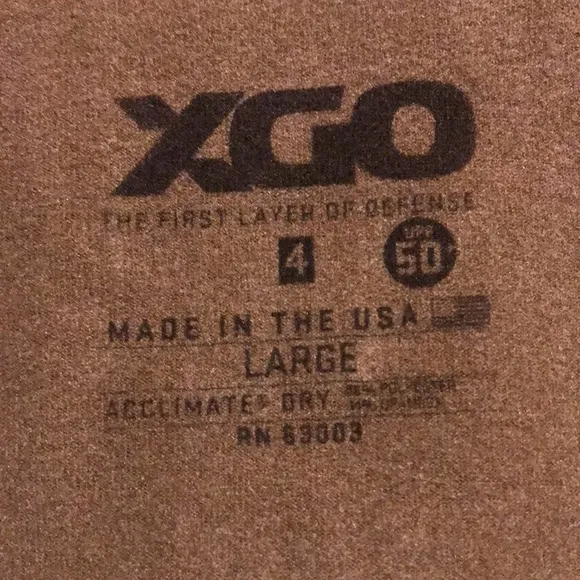 XGO
THE FIRST LAYER OF DEFENSE
4 UPF 50+
MADE IN THE USA
LARGE
ACCLIMATE® DRY
RN 63003